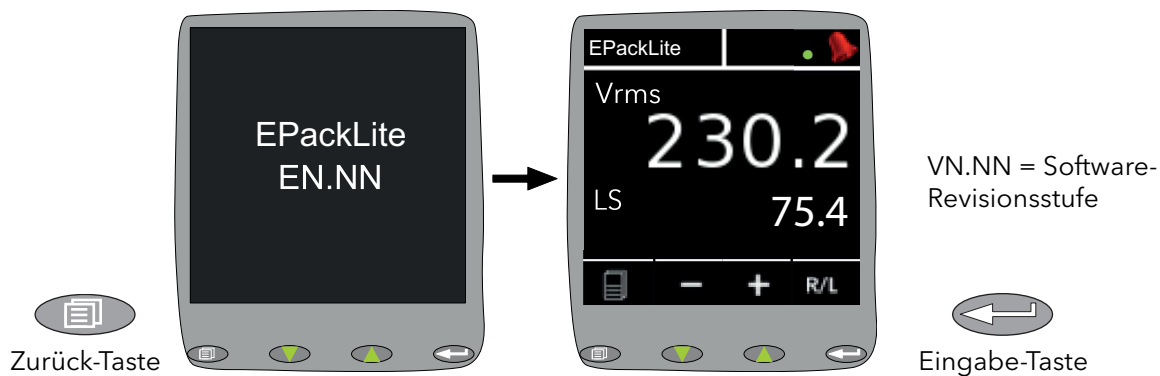 EPackLite
EN.NN
EPackLite
Vrms
230.2
LS
75.4
R/L
VN.NN = Software-
Revisionsstufe
Zurück-Taste
Eingabe-Taste